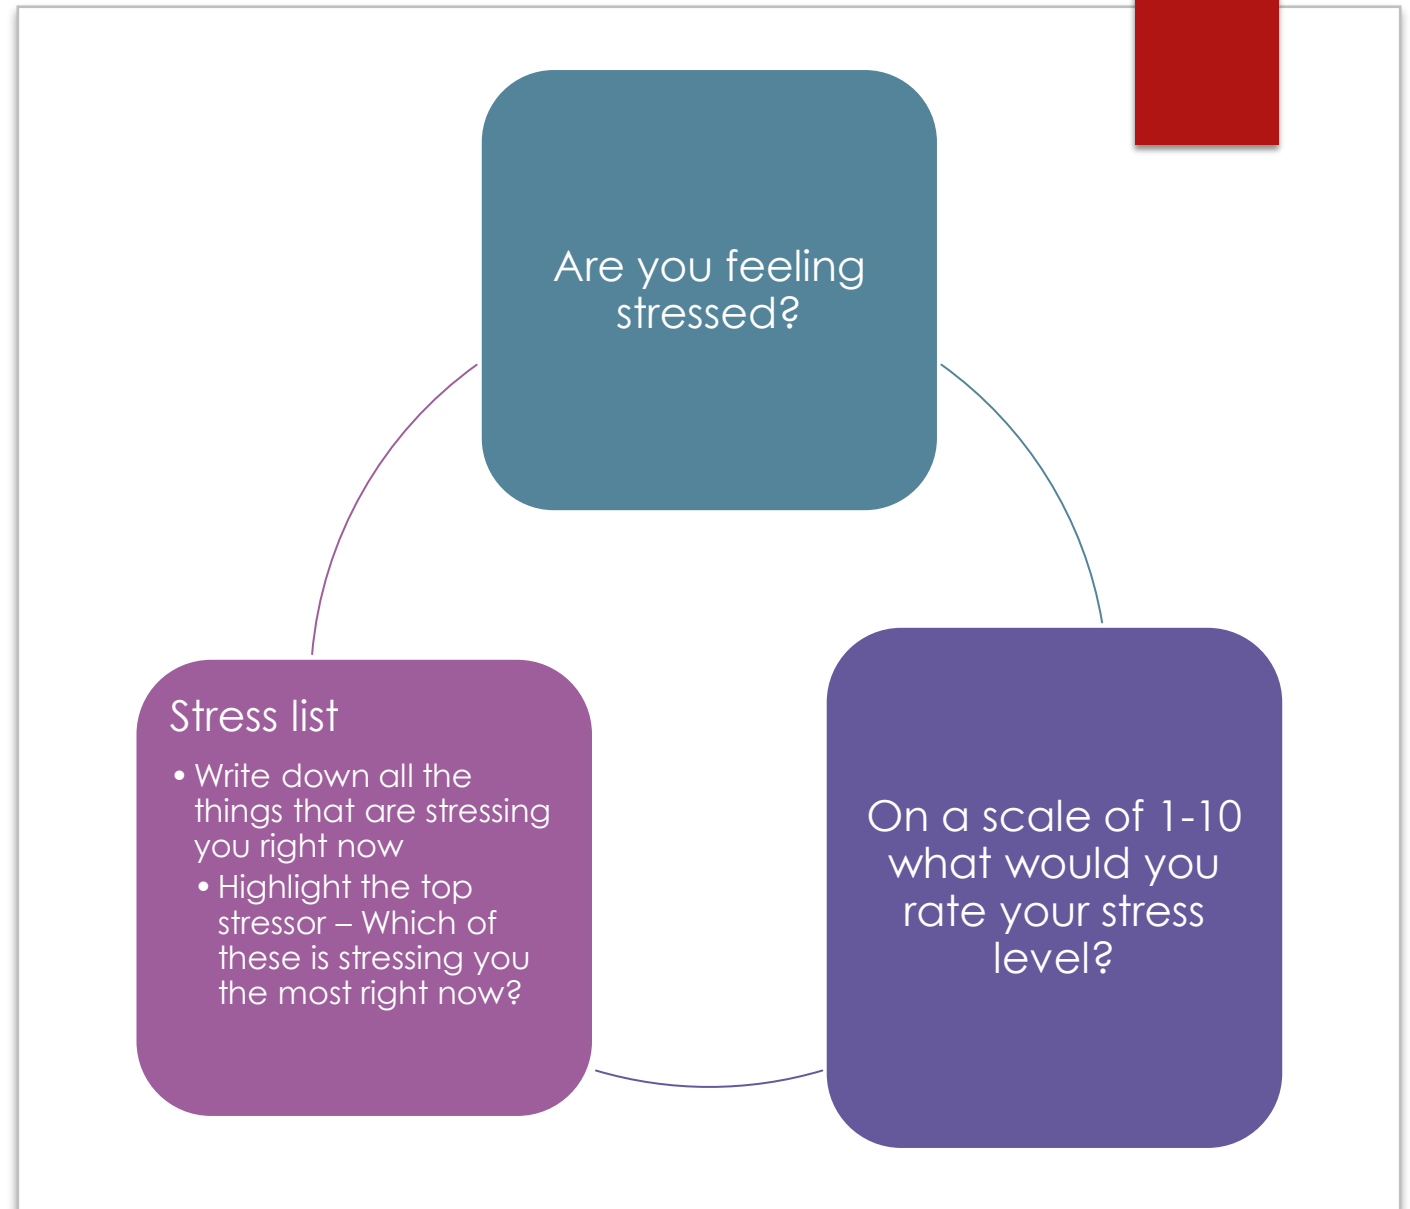 Are you feeling
stressed?
On a scale of 1-10
what would you
rate your stress
level?
Stress list
• Write down all the
things that are stressing
you right now
• Highlight the top
stressor – Which of
these is stressing you
the most right now?